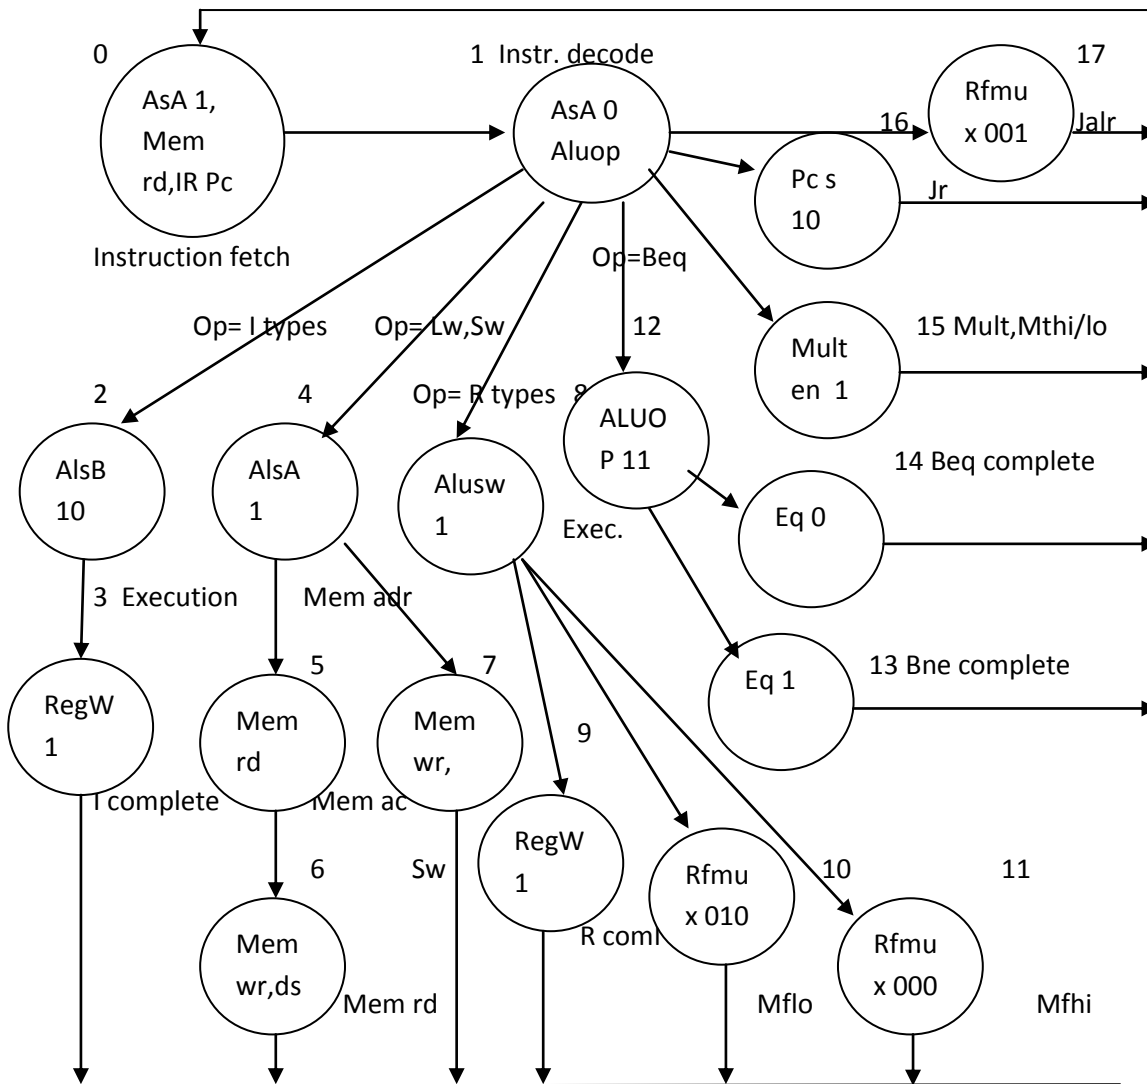 0
1 Instr. decode
17
AsA 1,
Mem
rd,IR Pc
AsA 0
Aluop
Rfmu
x 001
16
Jalr
Pc s
10
Jr
Instruction fetch
Op=Beq
Op= I types
Op= Lw,Sw
12
15 Mult,Mthi/lo
Mult
en 1
2
4
Op= R types
8
ALUO
P 11
14 Beq complete
AlsB
10
AlsA
1
Alusw
1
Exec.
Eq 0
3 Execution
Mem adr
5
7
Eq 1
13 Bne complete
RegW
1
Mem
rd
Mem
wr,
9
I complete
Mem ac
RegW
1
6
Sw
Rfmu
x 010
10
11
Mem
wr,ds
R com
Rfmu
x 000
Mem rd
Mflo
Mfhi